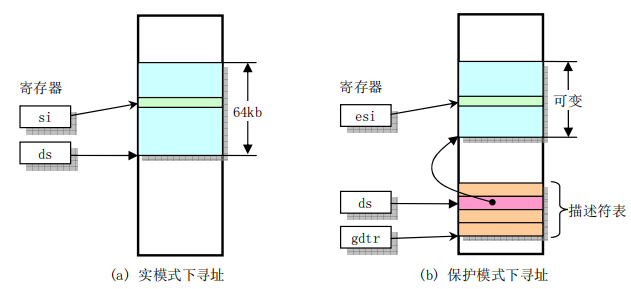 寄存器
si
ds
64kb
(a) 实模式下寻址
寄存器
esi
可变
ds
gdtr
描述符表
(b) 保护模式下寻址